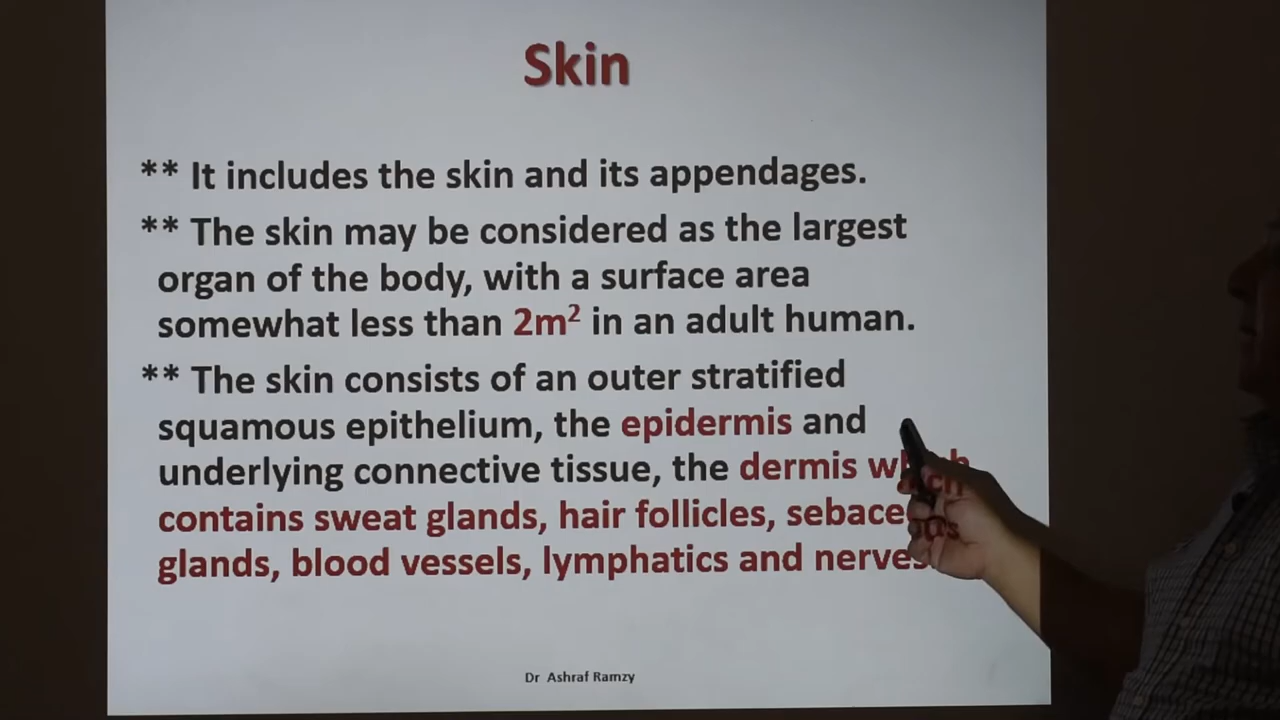 Skin
** It includes the skin and its appendages.
** The skin may be considered as the largest
organ of the body, with a surface area
somewhat less than 2m² in an adult human.
** The skin consists of an outer stratified
squamous epithelium, the epidermis and
underlying connective tissue, the dermis which
contains sweat glands, hair follicles, sebaceous
glands, blood vessels, lymphatics and nerves
Dr Ashraf Ramzy